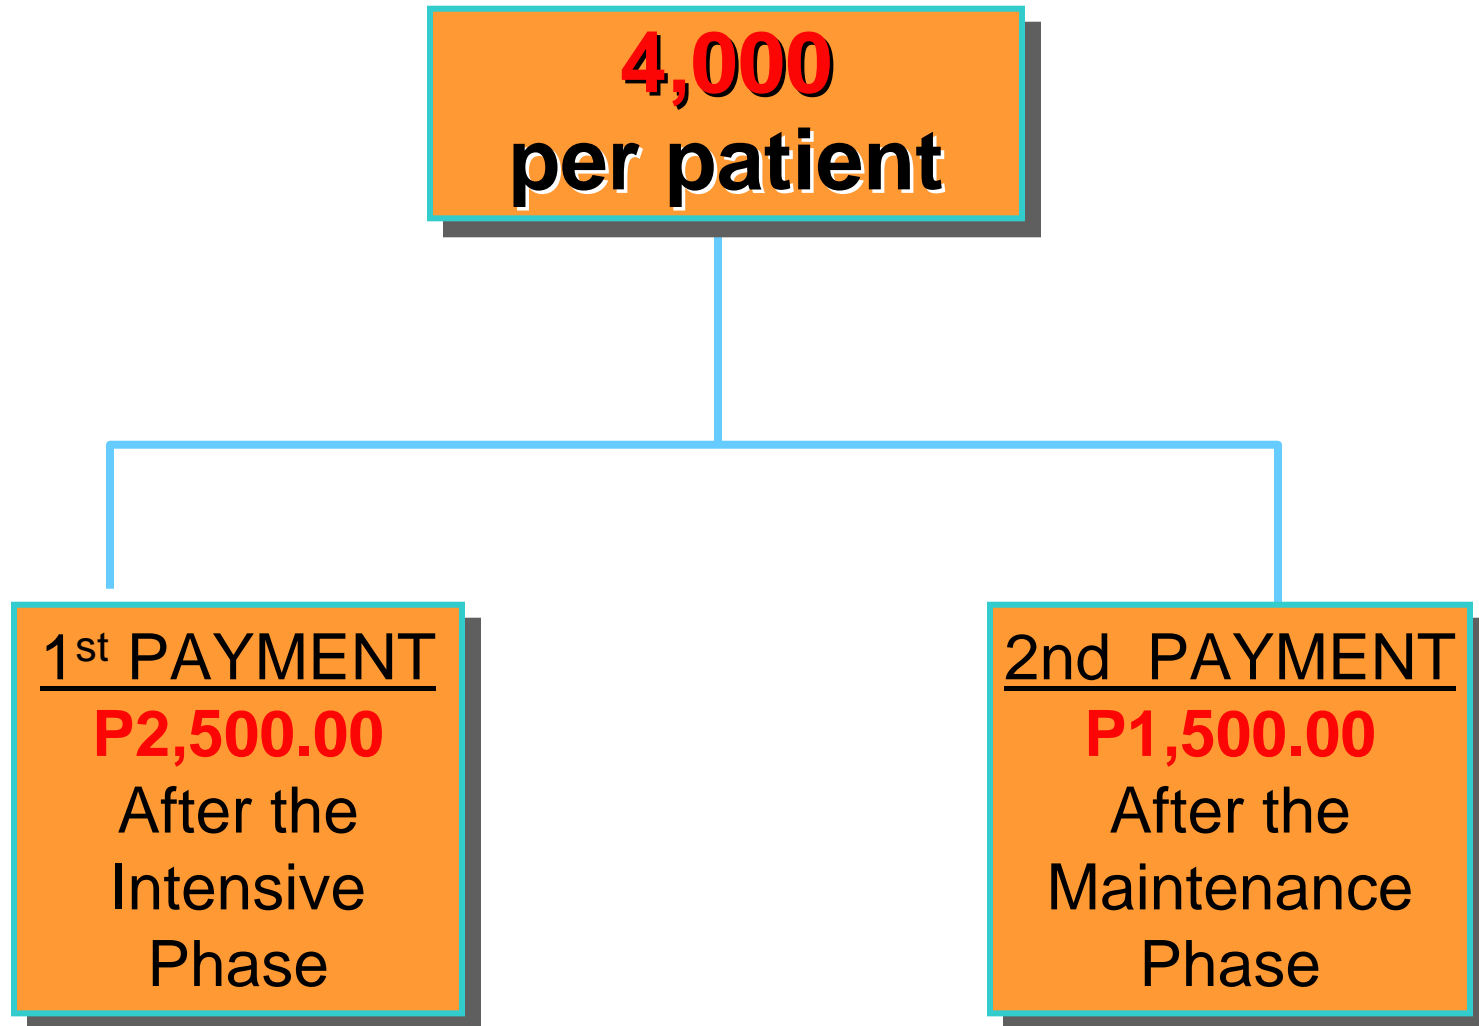 4,000
per patient
1st PAYMENT
P2,500.00
After the
Intensive
Phase
2nd PAYMENT
P1,500.00
After the
Maintenance
Phase